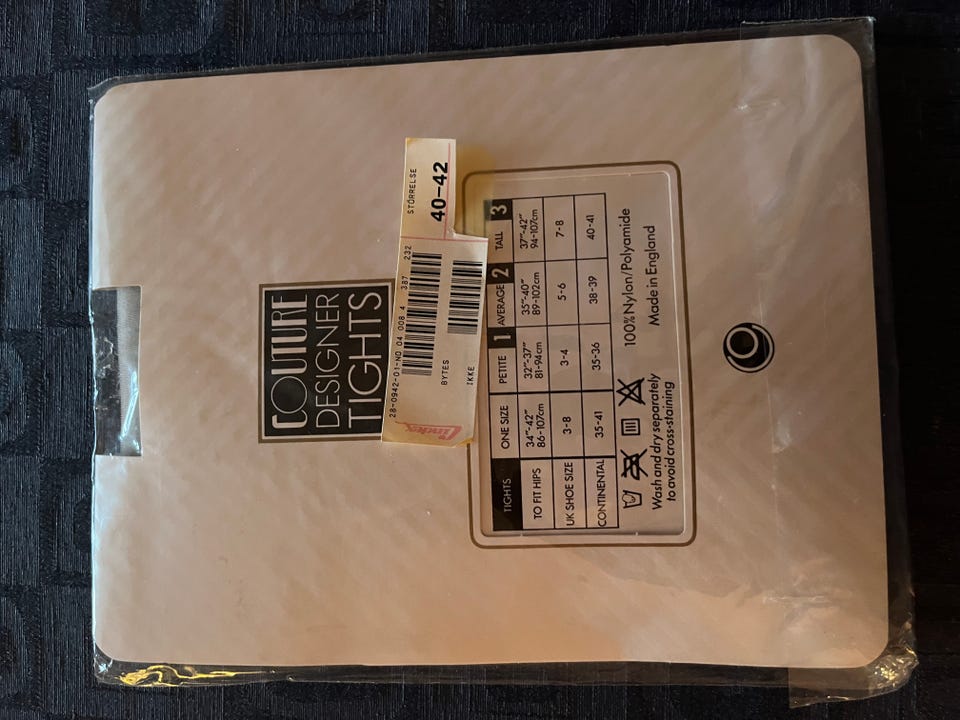 COUTURE
DESIGNER
TIGHTS
28-0942-01-ND 04 008 4 387 232
STÖRRELSE
40-42
BYTES
IKKE
Lindex
TIGHTS ONE SIZE PETITE 1 AVERAGE 2 TALL 3
TO FIT HIPS 34"-42" 86-107cm 32"-37" 81-94cm 35"-40" 89-102cm 37"-42" 94-107cm
UK SHOE SIZE 3-8 3-4 5-6 7-8
CONTINENTAL 35-41 35-36 38-39 40-41
100% Nylon/Polyamide
Wash and dry separately
to avoid cross-staining
Made in England